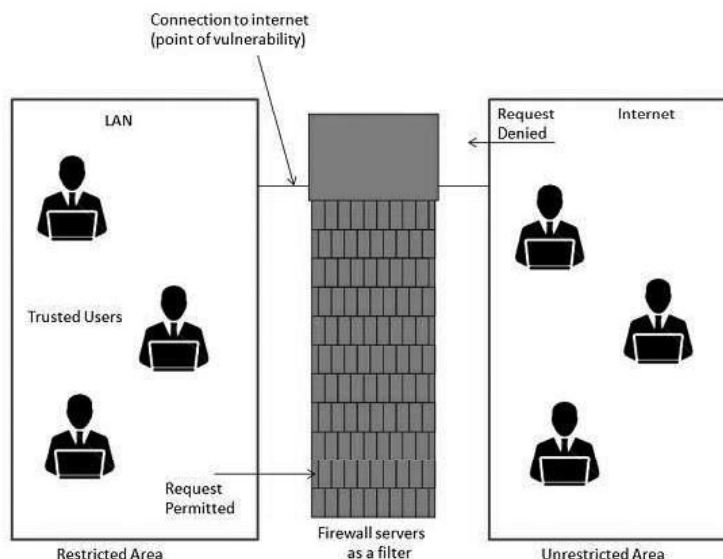 Connection to internet
(point of vulnerability)
LAN
Request
Denied
Internet
Trusted Users
Request
Permitted
Firewall servers
as a filter
Restricted Area
Unrestricted Area